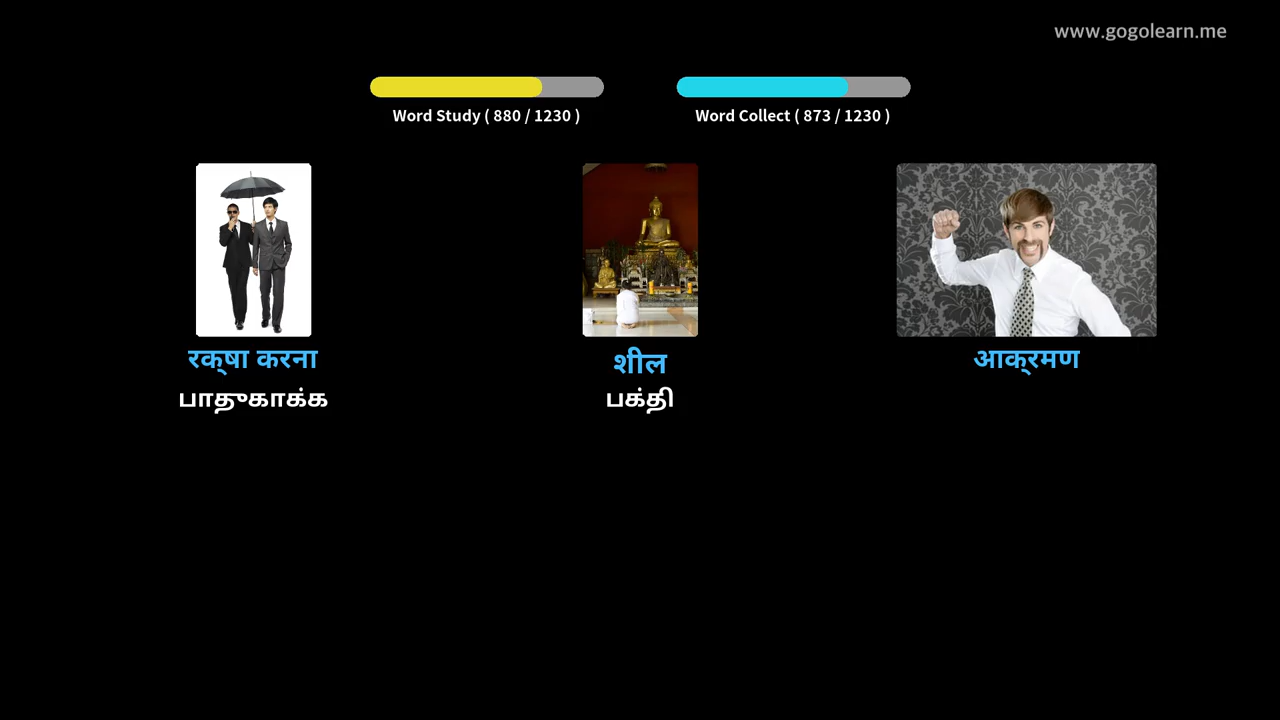 www.gogolearn.me
Word Study ( 880 / 1230 )
Word Collect ( 873 / 1230 )
रक्षा करना
शील
आक्रमण
பாதுகாக்க
பக்தி